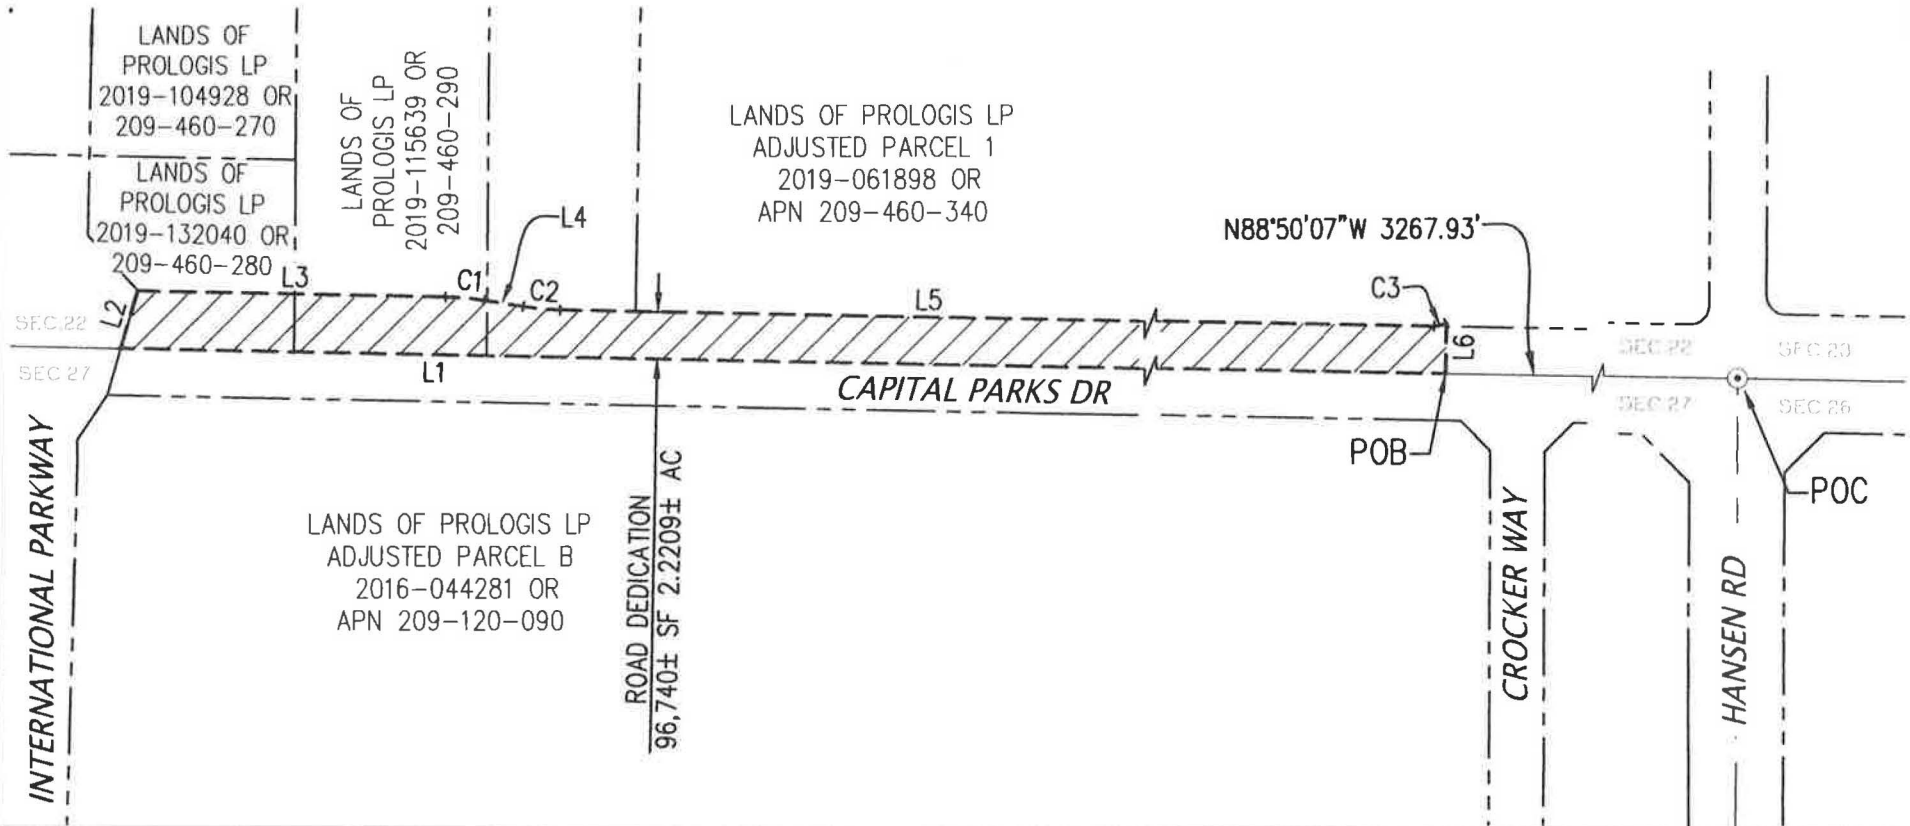 LANDS OF
PROLOGIS LP
2019-104928 OR
209-460-270
LANDS OF
PROLOGIS LP
2019-132040 OR
209-460-280
LANDS OF
PROLOGIS LP
2019-115639 OR
209-460-290
LANDS OF PROLOGIS LP
ADJUSTED PARCEL 1
2019-061898 OR
APN 209-460-340
L4
N88°50'07"W 3267.93'
L3
C1
C2
L5
C3
L2
L6
SEC 22
SEC 27
L1
CAPITAL PARKS DR
SEC 22
SEC 23
SEC 27
SEC 26
POB
POC
INTERNATIONAL PARKWAY
LANDS OF PROLOGIS LP
ADJUSTED PARCEL B
2016-044281 OR
APN 209-120-090
ROAD DEDICATION
96,740± SF 2.2209± AC
CROCKER WAY
HANSEN RD